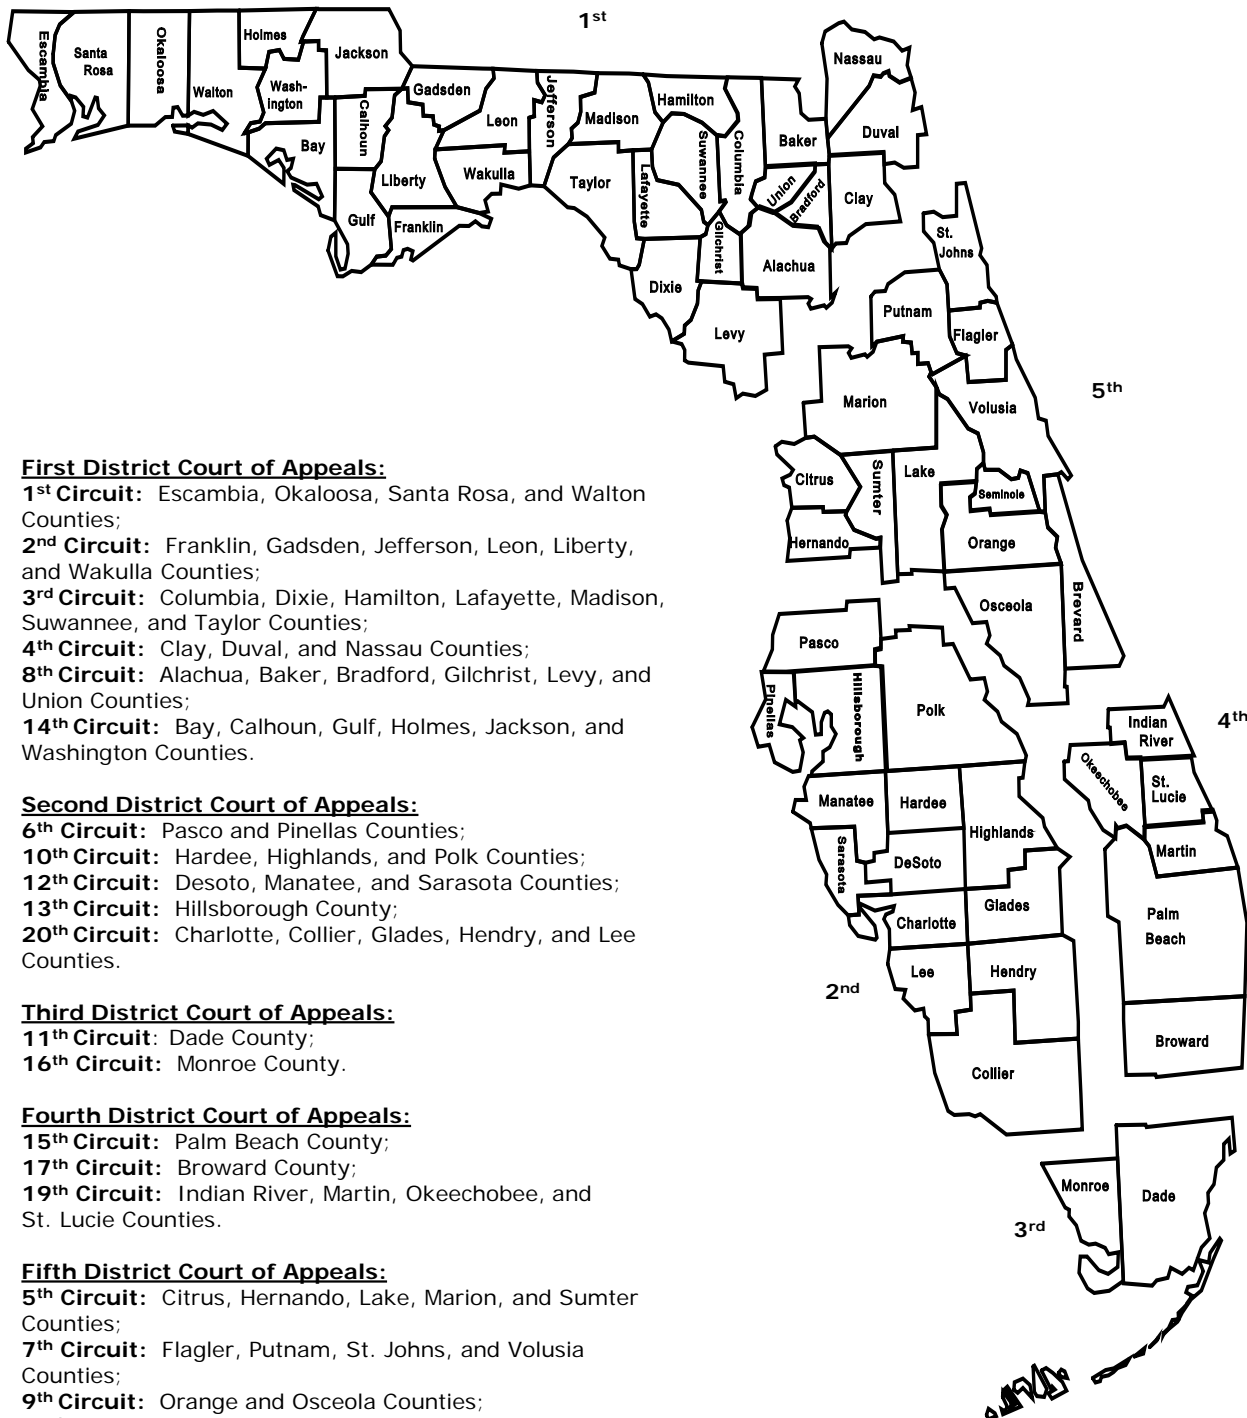 1st
Escambia
Santa
Rosa
Okaloosa
Walton
Holmes
Wash-
ington
Jackson
Bay
Calhoun
Gulf
Gadsden
Liberty
Franklin
Leon
Wakulla
Jefferson
Madison
Taylor
Hamilton
Lafayette
Suwannee
Columbia
Dixie
Gilchrist
Levy
Baker
Union
Bradford
Alachua
Nassau
Duval
Clay
5th
St.
Johns
Putnam
Flagler
Marion
Volusia
Citrus
Sumter
Lake
Seminole
Hernando
Orange
Osceola
Brevard
Pasco
Pinellas
Hillsborough
Polk
Manatee
Hardee
Highlands
Sarasota
DeSoto
Charlotte
Glades
Lee
Hendry
Collier
2nd
4th
Indian
River
Okeechobee
St.
Lucie
Martin
Palm
Beach
Broward
Monroe
Dade
3rd
First District Court of Appeals:
1st Circuit: Escambia, Okaloosa, Santa Rosa, and Walton
Counties;
2nd Circuit: Franklin, Gadsden, Jefferson, Leon, Liberty,
and Wakulla Counties;
3rd Circuit: Columbia, Dixie, Hamilton, Lafayette, Madison,
Suwannee, and Taylor Counties;
4th Circuit: Clay, Duval, and Nassau Counties;
8th Circuit: Alachua, Baker, Bradford, Gilchrist, Levy, and
Union Counties;
14th Circuit: Bay, Calhoun, Gulf, Holmes, Jackson, and
Washington Counties.
Second District Court of Appeals:
6th Circuit: Pasco and Pinellas Counties;
10th Circuit: Hardee, Highlands, and Polk Counties;
12th Circuit: Desoto, Manatee, and Sarasota Counties;
13th Circuit: Hillsborough County;
20th Circuit: Charlotte, Collier, Glades, Hendry, and Lee
Counties.
Third District Court of Appeals:
11th Circuit: Dade County;
16th Circuit: Monroe County.
Fourth District Court of Appeals:
15th Circuit: Palm Beach County;
17th Circuit: Broward County;
19th Circuit: Indian River, Martin, Okeechobee, and
St. Lucie Counties.
Fifth District Court of Appeals:
5th Circuit: Citrus, Hernando, Lake, Marion, and Sumter
Counties;
7th Circuit: Flagler, Putnam, St. Johns, and Volusia
Counties;
9th Circuit: Orange and Osceola Counties;